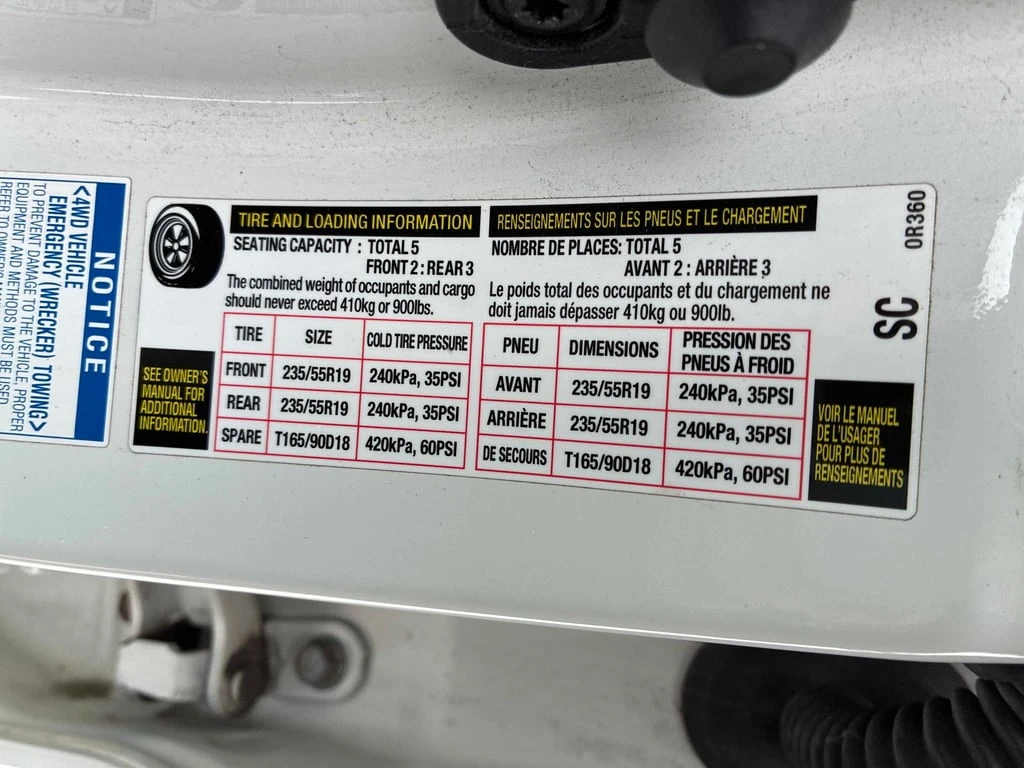 NOTICE
<4WD VEHICLE
EMERGENCY (WRECKER) TOWING>
TO PREVENT DAMAGE TO THE VEHICLE, PROPER
EQUIPMENT AND METHODS MUST BE USED.
REFER TO OWNER'S MANUAL
TIRE AND LOADING INFORMATION
SEATING CAPACITY : TOTAL 5
FRONT 2 : REAR 3
The combined weight of occupants and cargo
should never exceed 410kg or 900lbs.
TIRE SIZE COLD TIRE PRESSURE
FRONT 235/55R19 240kPa, 35PSI
REAR 235/55R19 240kPa, 35PSI
SPARE T165/90D18 420kPa, 60PSI
SEE OWNER'S
MANUAL FOR
ADDITIONAL
INFORMATION.
RENSEIGNEMENTS SUR LES PNEUS ET LE CHARGEMENT
NOMBRE DE PLACES: TOTAL 5
AVANT 2 : ARRIÈRE 3
Le poids total des occupants et du chargement ne
doit jamais dépasser 410kg ou 900lb.
PNEU DIMENSIONS PRESSION DES
PNEUS À FROID
AVANT 235/55R19 240kPa, 35PSI
ARRIÈRE 235/55R19 240kPa, 35PSI
DE SECOURS T165/90D18 420kPa, 60PSI
VOIR LE MANUEL
DE L'USAGER
POUR PLUS DE
RENSEIGNEMENTS
0R360
SC